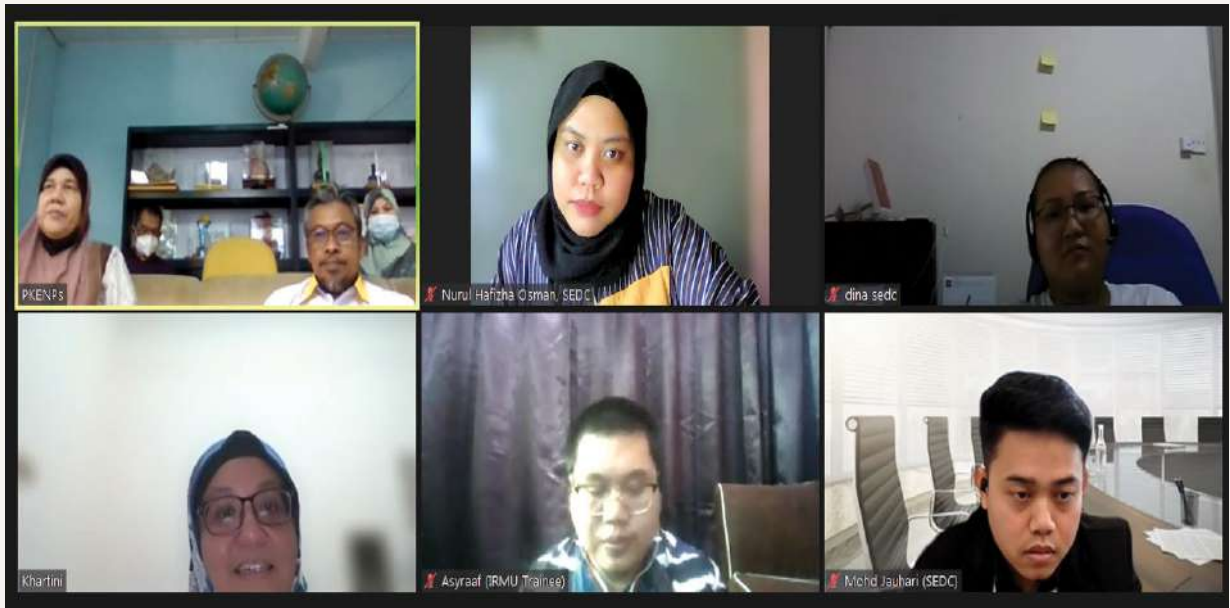 PKENPs
Nurul Hafizha Osman, SEDC
dina sedc
Khartini
Asyraaf (IRMU Trainee)
Mohd Jauhari (SEDC)